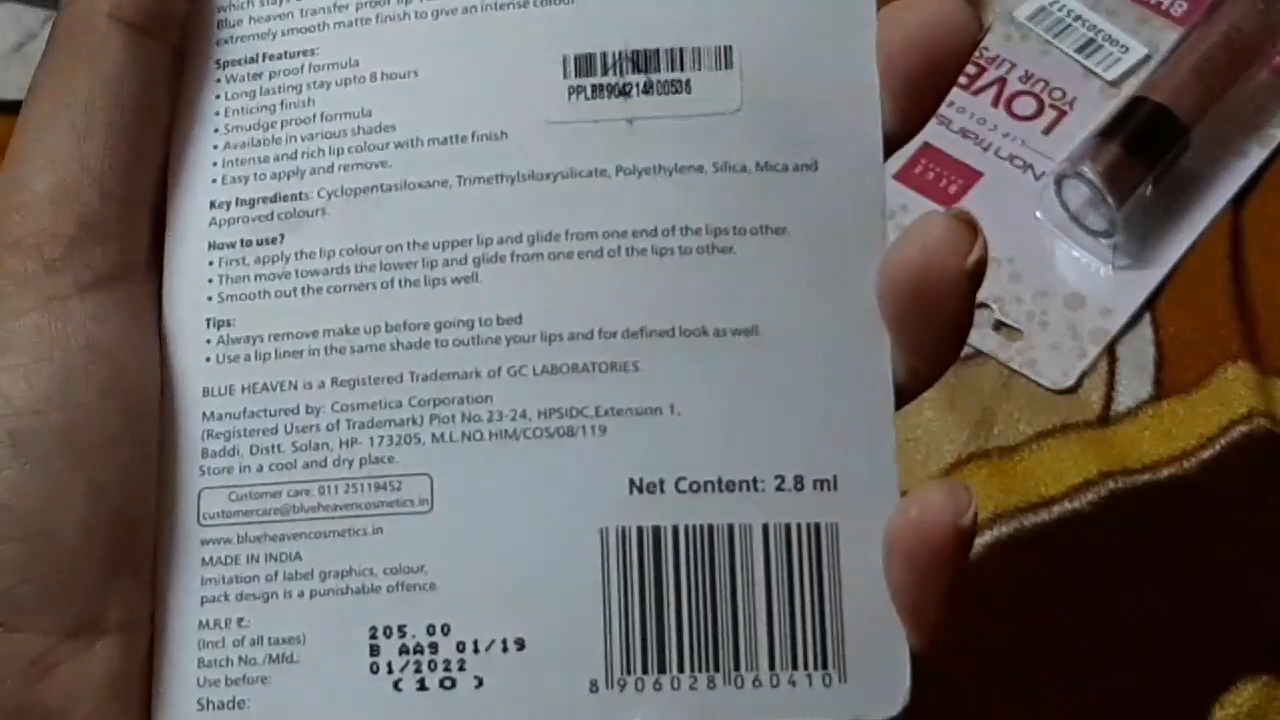 which stays
Blue heaven transfer proof lip
extremely smooth matte finish to give an intense colour
Special Features:
• Water proof formula
• Long lasting stay upto 8 hours
• Enticing finish
• Smudge proof formula
• Available in various shades
• Intense and rich lip colour with matte finish
• Easy to apply and remove.
PPLBB904214800536
Key Ingredients: Cyclopentasiloxane, Trimethylsiloxysilicate, Polyethylene, Silica, Mica and
Approved colours.
How to use?
• First, apply the lip colour on the upper lip and glide from one end of the lips to other.
• Then move towards the lower lip and glide from one end of the lips to other.
• Smooth out the corners of the lips well.
Tips:
• Always remove make up before going to bed
• Use a lip liner in the same shade to outline your lips and for defined look as well.
BLUE HEAVEN is a Registered Trademark of GC LABORATORIES.
Manufactured by: Cosmetica Corporation
(Registered Users of Trademark) Plot No.23-24, HPSIDC,Extension 1,
Baddi, Distt. Solan, HP- 173205, M.L.NO.HIM/COS/08/119
Store in a cool and dry place.
Customer care: 011 25119452
customercare@blueheavencosmetics.in
www.blueheavencosmetics.in
MADE IN INDIA
Imitation of label graphics, colour,
pack design is a punishable offence.
Net Content: 2.8 ml
M.R.P. ₹: 205.00
(Incl. of all taxes)
Batch No./Mfd.: B AA9 01/19
Use before: 01/2022
Shade: (10)
8 906028 060410
G003058517
LOVE
YOUR LIPS
LIP COLOR
Non Trans
BLUE